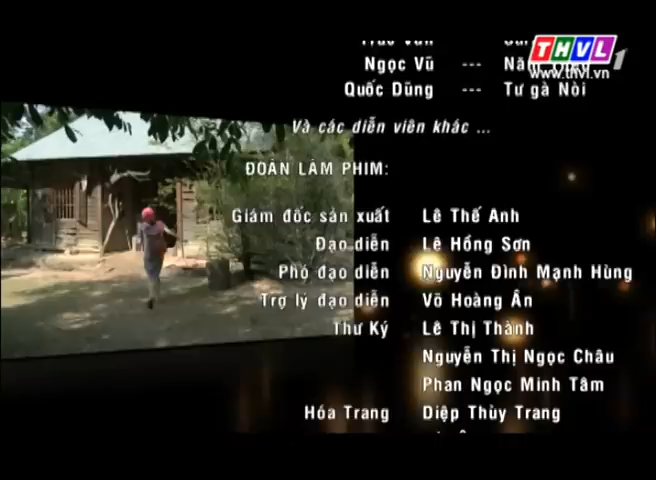 THVL1
www.thvl.vn
Ngọc Vũ ---
Quốc Dũng --- Tư gà Nòi
Và các diễn viên khác ...
ĐOÀN LÀM PHIM:
Giám đốc sản xuất Lê Thế Anh
Đạo diễn Lê Hồng Sơn
Phó đạo diễn Nguyễn Đình Mạnh Hùng
Trợ lý đạo diễn Võ Hoàng Ân
Thư Ký Lê Thị Thành
Nguyễn Thị Ngọc Châu
Phan Ngọc Minh Tâm
Hóa Trang Diệp Thùy Trang